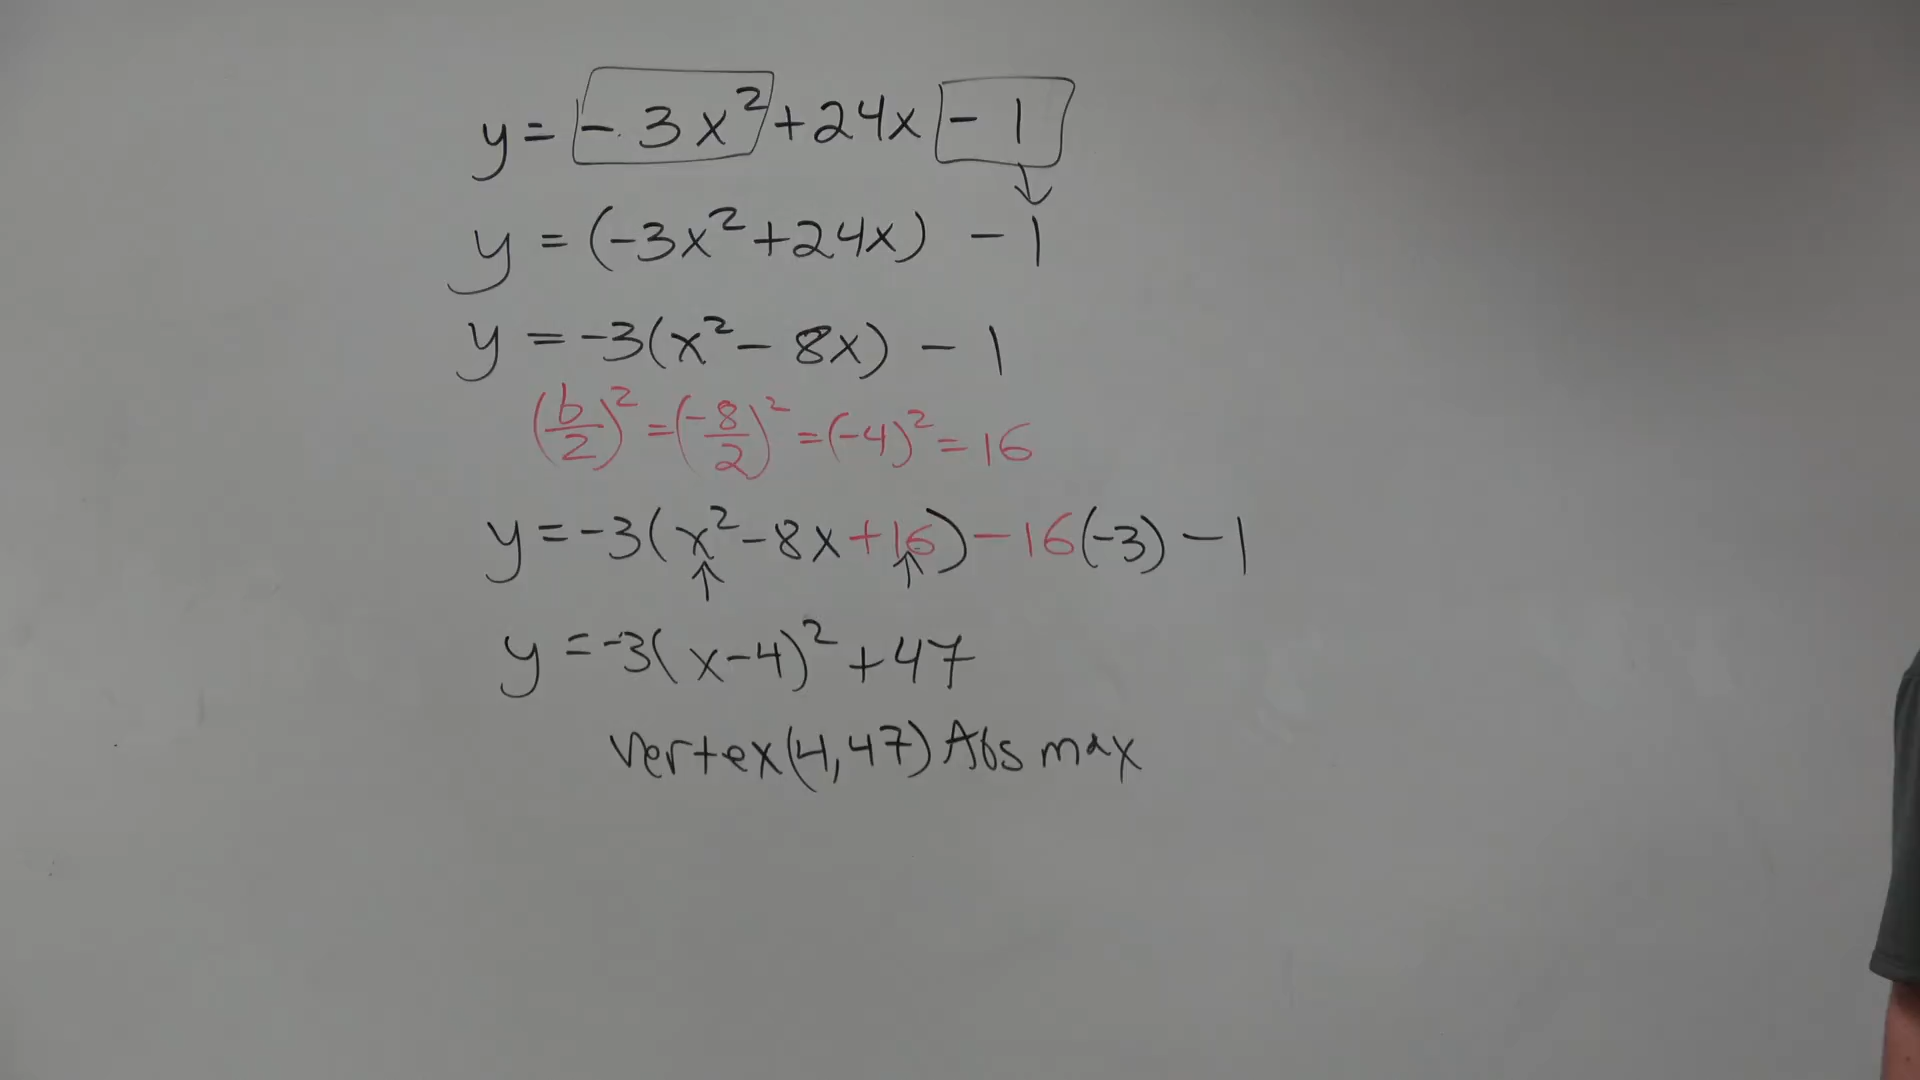 y = -3x² + 24x - 1
y = (-3x² + 24x) - 1
y = -3(x² - 8x) - 1
(b/2)² = (-8/2)² = (-4)² = 16
y = -3(x² - 8x + 16) - 16(-3) - 1
y = -3(x - 4)² + 47
Vertex (4, 47) Abs max